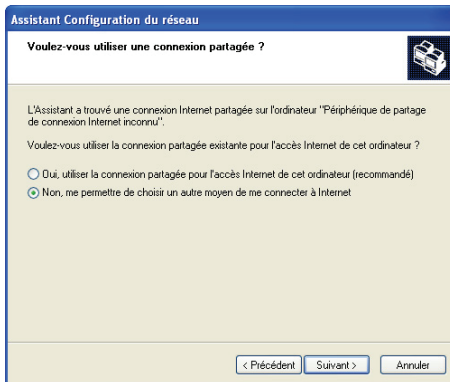 Assistant Configuration du réseau
Voulez-vous utiliser une connexion partagée ?
L'Assistant a trouvé une connexion Internet partagée sur l'ordinateur "Périphérique de partage
de connexion Internet inconnu".
Voulez-vous utiliser la connexion partagée existante pour l'accès Internet de cet ordinateur ?
Oui, utiliser la connexion partagée pour l'accès Internet de cet ordinateur (recommandé)
Non, me permettre de choisir un autre moyen de me connecter à Internet
< Précédent Suivant > Annuler